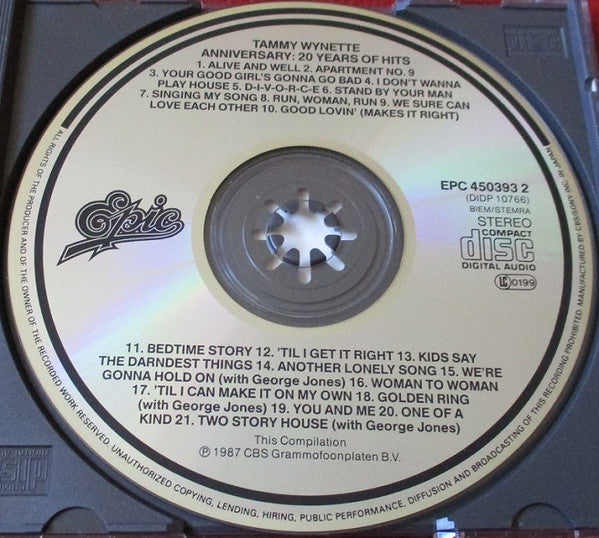 TAMMY WYNETTE
ANNIVERSARY: 20 YEARS OF HITS
1. ALIVE AND WELL 2. APARTMENT NO. 9
3. YOUR GOOD GIRL'S GONNA GO BAD 4. I DON'T WANNA
PLAY HOUSE 5. D-I-V-O-R-C-E 6. STAND BY YOUR MAN
7. SINGING MY SONG 8. RUN, WOMAN, RUN 9. WE SURE CAN
LOVE EACH OTHER 10. GOOD LOVIN' (MAKES IT RIGHT)
Epic
EPC 450393 2
(DIDP 10766)
BIEM/STEMRA
STEREO
COMPACT
disc
DIGITAL AUDIO
LC 0199
11. BEDTIME STORY 12. 'TIL I GET IT RIGHT 13. KIDS SAY
THE DARNDEST THINGS 14. ANOTHER LONELY SONG 15. WE'RE
GONNA HOLD ON (with George Jones) 16. WOMAN TO WOMAN
17. 'TIL I CAN MAKE IT ON MY OWN 18. GOLDEN RING
(with George Jones) 19. YOU AND ME 20. ONE OF A
KIND 21. TWO STORY HOUSE (with George Jones)
This Compilation
℗ 1987 CBS Grammofoonplaten B.V.
ALL RIGHTS OF THE PRODUCER AND OF THE OWNER OF THE RECORDED WORK RESERVED. UNAUTHORIZED COPYING, LENDING, HIRING, PUBLIC PERFORMANCE, DIFFUSION AND BROADCASTING OF THIS RECORDING PROHIBITED. MANUFACTURED BY CBS/SONY INC. IN JAPAN.
disc